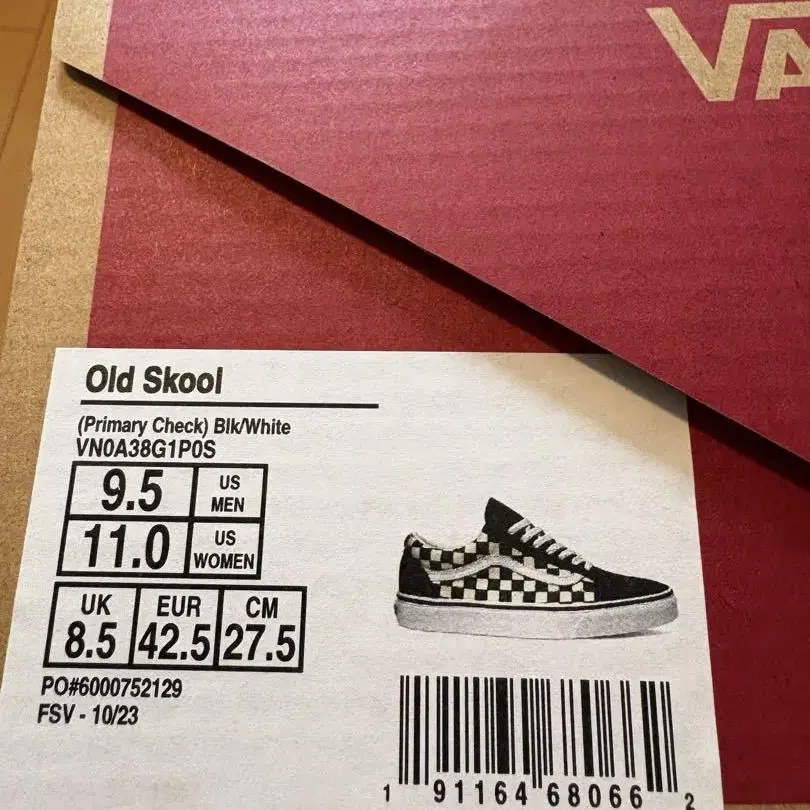 VA
Old Skool
(Primary Check) Blk/White
VN0A38G1P0S
9.5 US MEN
11.0 US WOMEN
UK EUR CM
8.5 42.5 27.5
PO#6000752129
FSV - 10/23
1 91164 68066 2